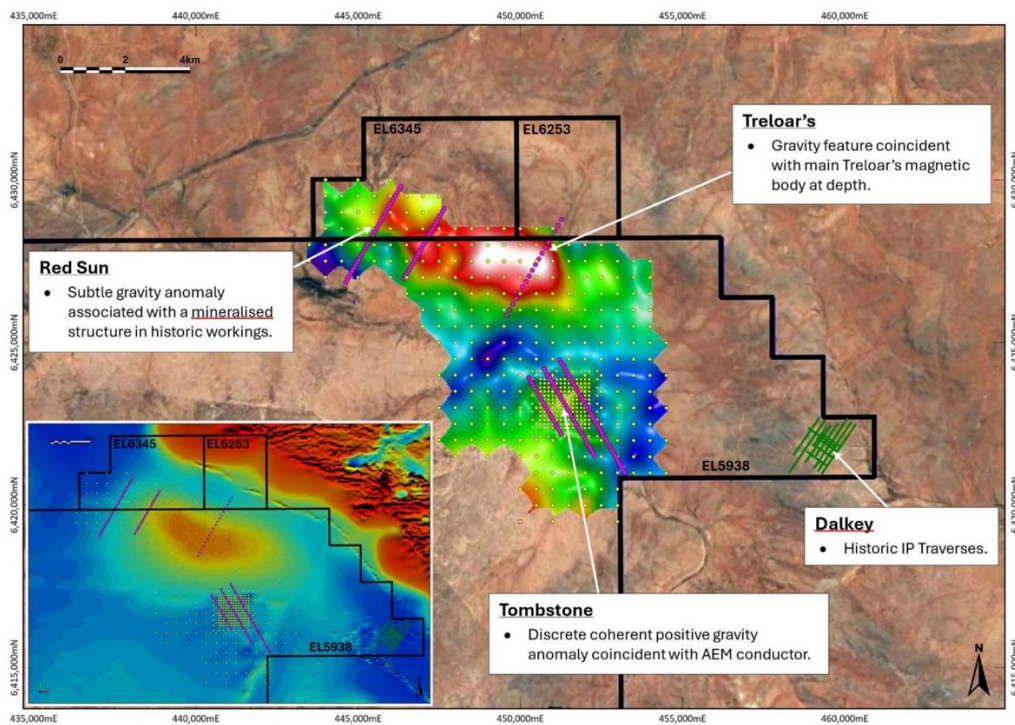 435,000mE 440,000mE 445,000mE 450,000mE 455,000mE 460,000mE
0 2 4km
EL6345 EL6253
Treloar's
• Gravity feature coincident
with main Treloar's magnetic
body at depth.
6,430,000mN 6,430,000mN
Red Sun
• Subtle gravity anomaly
associated with a mineralised
structure in historic workings.
6,425,000mN 6,425,000mN
EL6345 EL6253
EL5938
6,420,000mN 6,420,000mN
Dalkey
• Historic IP Traverses.
Tombstone
• Discrete coherent positive gravity
anomaly coincident with AEM conductor.
EL5938
N
6,415,000mN 6,415,000mN
435,000mE 440,000mE 445,000mE 450,000mE 455,000mE 460,000mE